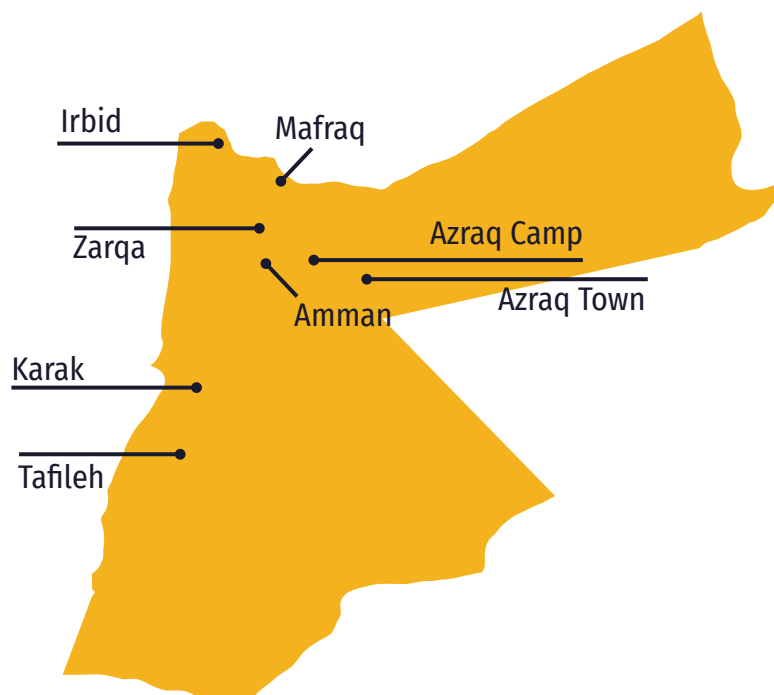 Irbid
Mafraq
Zarqa
Azraq Camp
Azraq Town
Amman
Karak
Tafileh